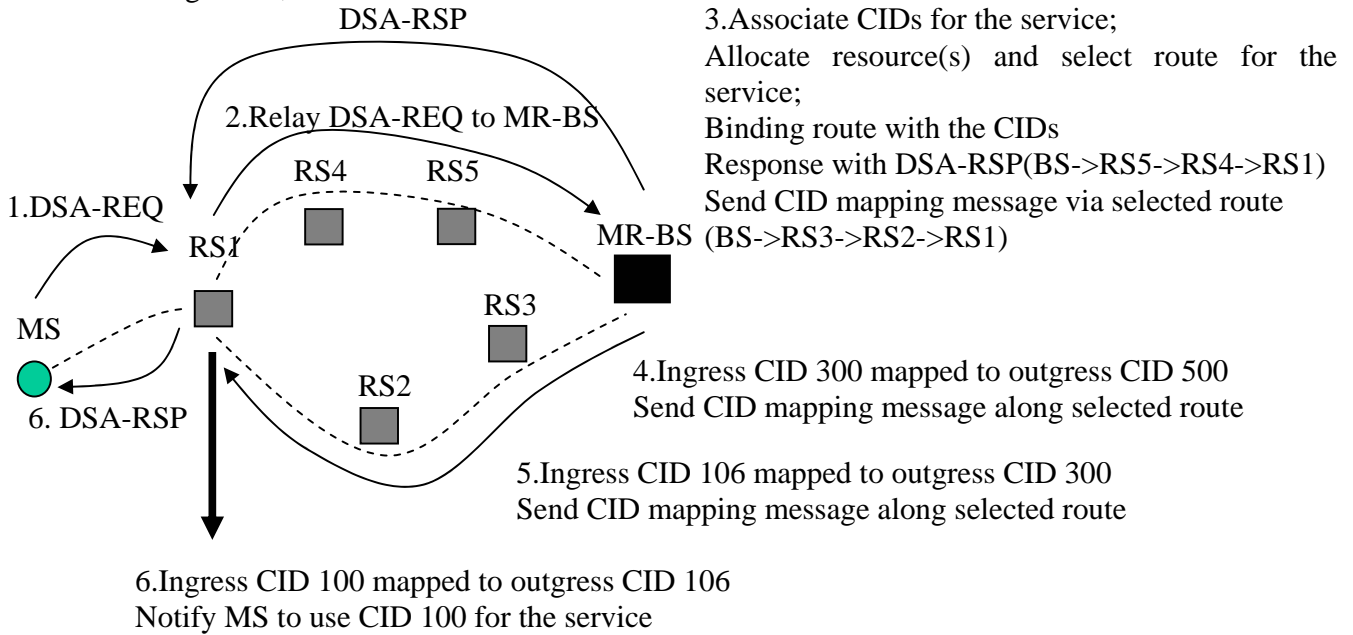 DSA-RSP
3.Associate CIDs for the service;
Allocate resource(s) and select route for the
service;
Binding route with the CIDs
Response with DSA-RSP(BS->RS5->RS4->RS1)
Send CID mapping message via selected route
(BS->RS3->RS2->RS1)
2.Relay DSA-REQ to MR-BS
RS4
RS5
1.DSA-REQ
RS1
MR-BS
RS3
MS
RS2
6. DSA-RSP
4.Ingress CID 300 mapped to outgress CID 500
Send CID mapping message along selected route
5.Ingress CID 106 mapped to outgress CID 300
Send CID mapping message along selected route
6.Ingress CID 100 mapped to outgress CID 106
Notify MS to use CID 100 for the service